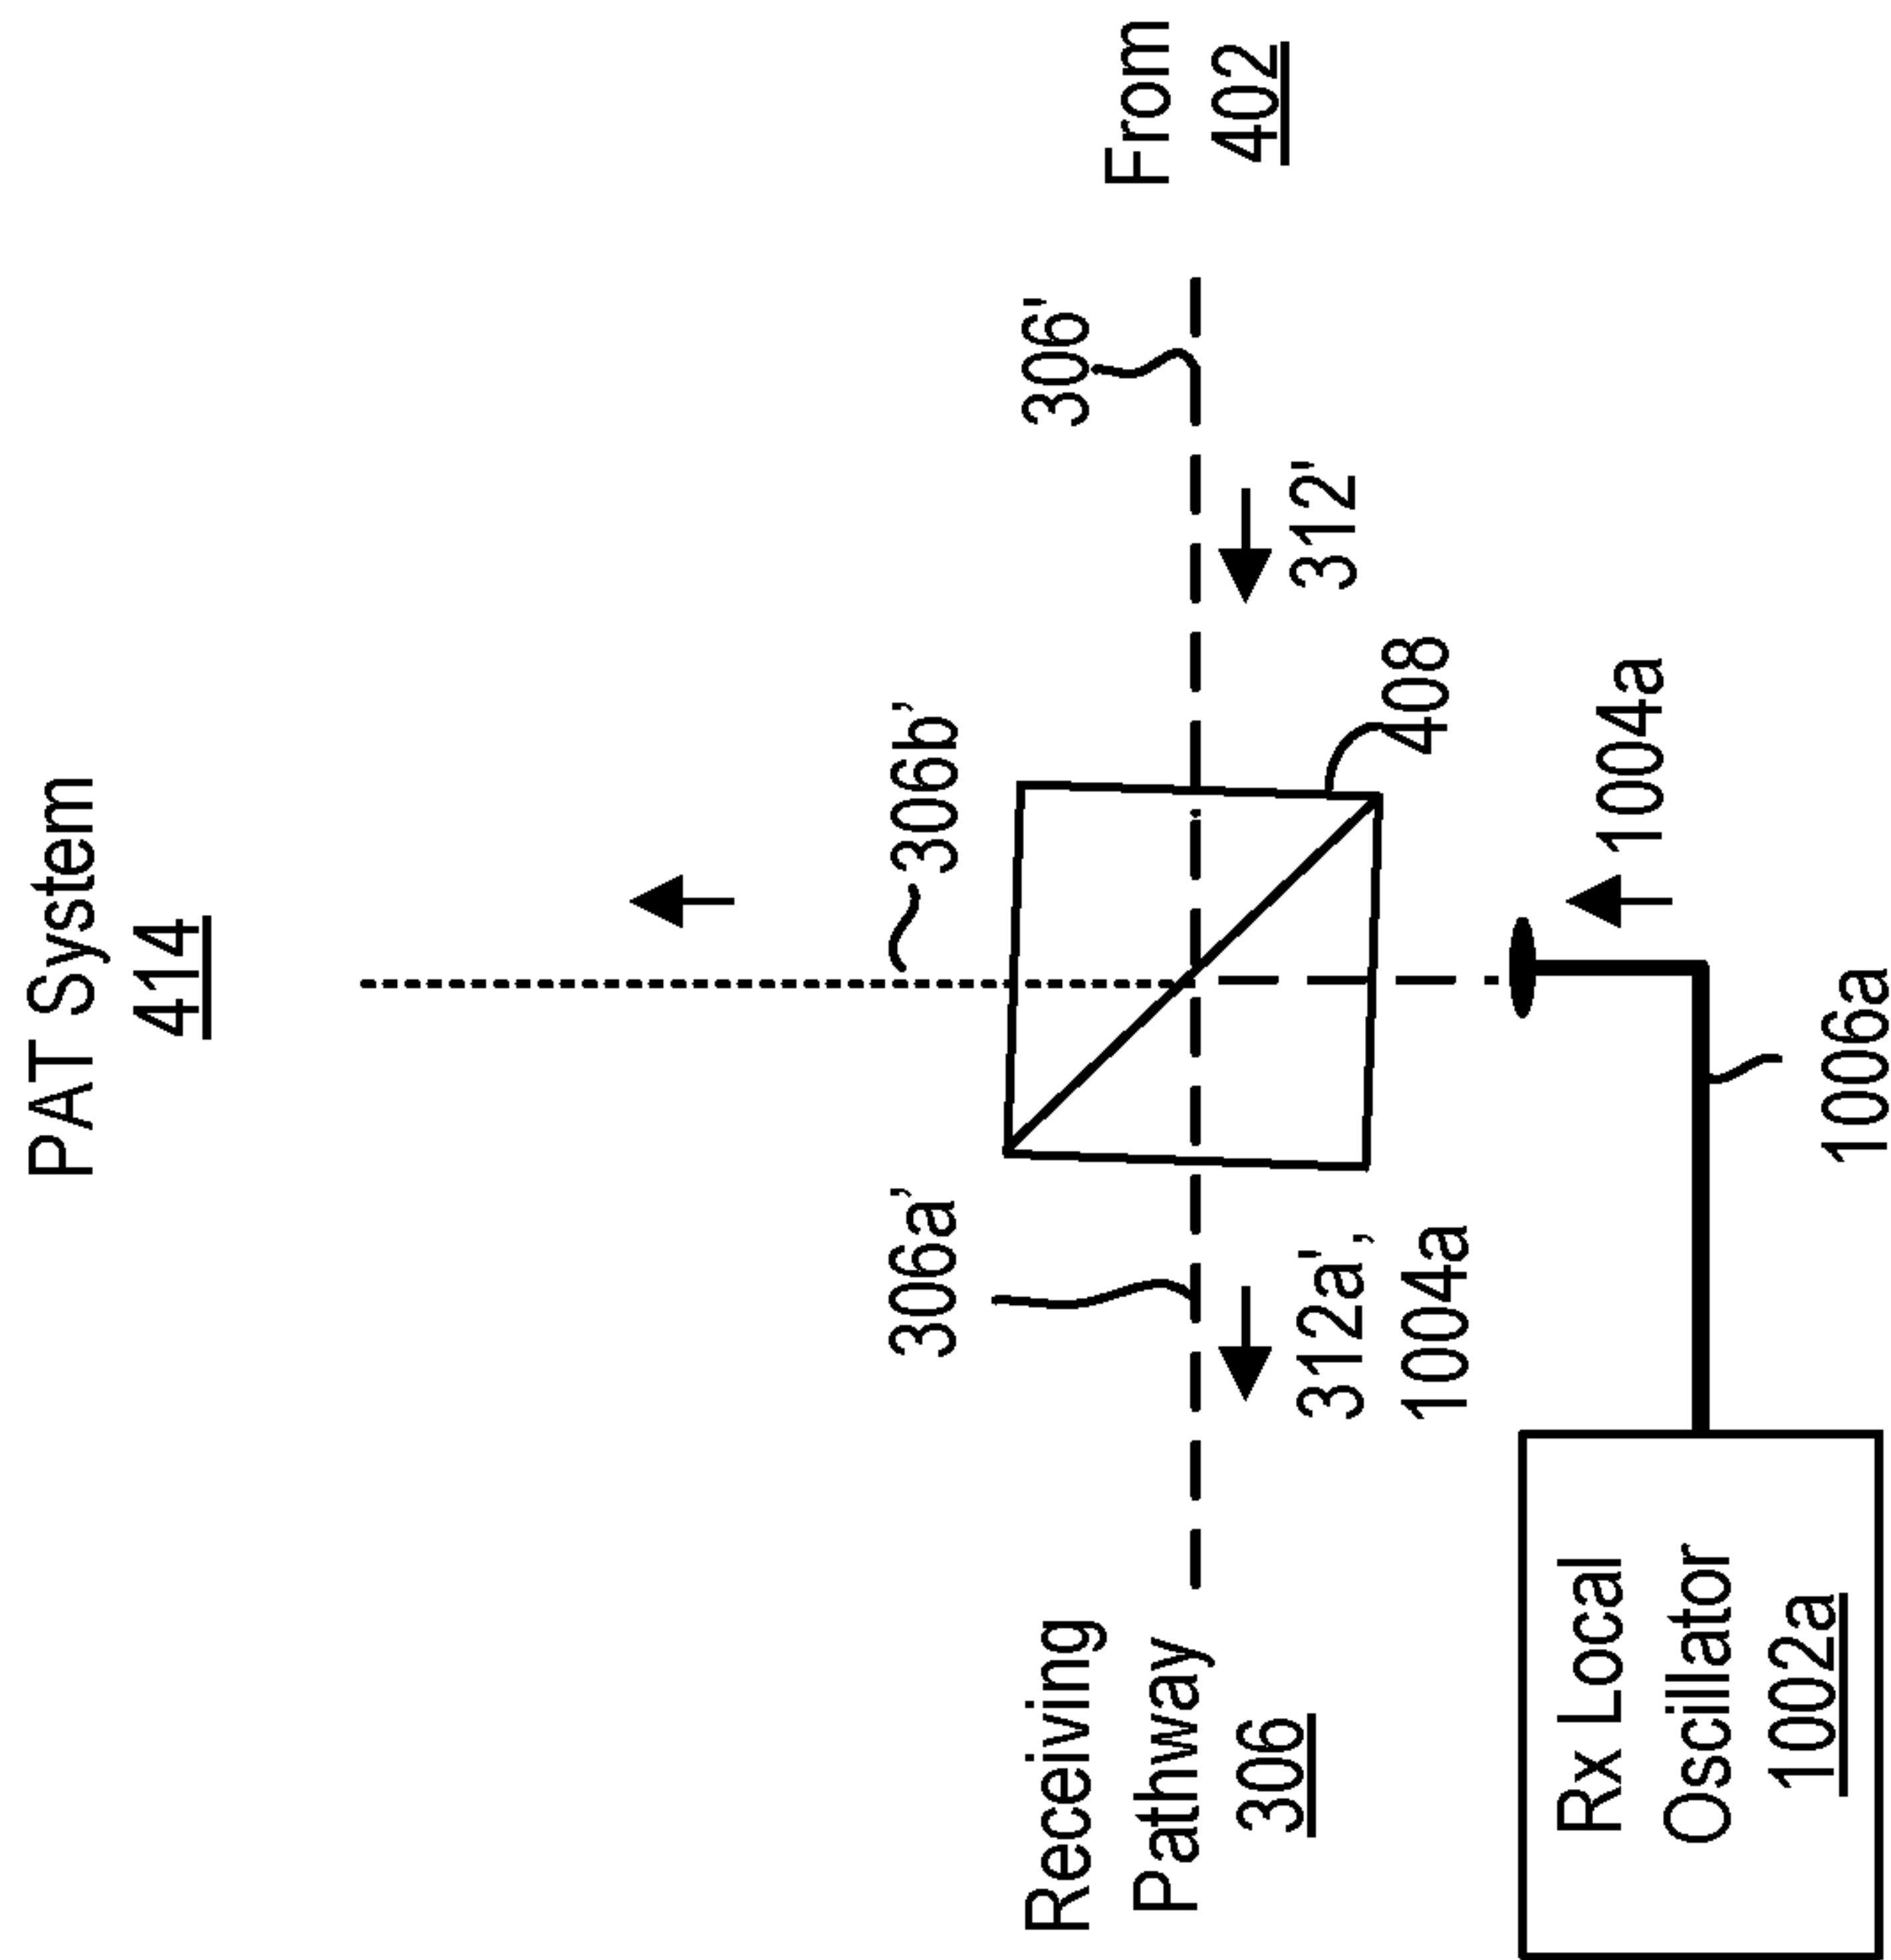 PAT System
414
306b’
306a’
306'
From
402
312'
408
Receiving
Pathway
306
312a',
1004a
1004a
Rx Local
Oscillator
1002a
1006a